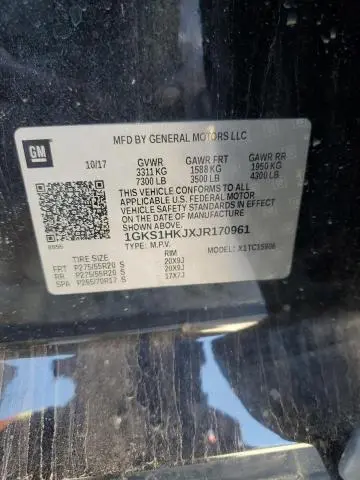 MFD BY GENERAL MOTORS LLC
GM
10/17 GVWR GAWR FRT GAWR RR
3311 KG 1588 KG 1950 KG
7300 LB 3500 LB 4300 LB
THIS VEHICLE CONFORMS TO ALL
APPLICABLE U.S. FEDERAL MOTOR
VEHICLE SAFETY AND THEFT PREVENTION
STANDARDS IN EFFECT ON THE DATE OF
MANUFACTURE SHOWN ABOVE.
1GKS1HKJXJR170961
TYPE: M.P.V. MODEL:
TIRE SIZE RIM
FRT P275/55R20 S 20X9J
RR P275/55R20 S 20X9J
SPA P265/70R17 S 17X7J